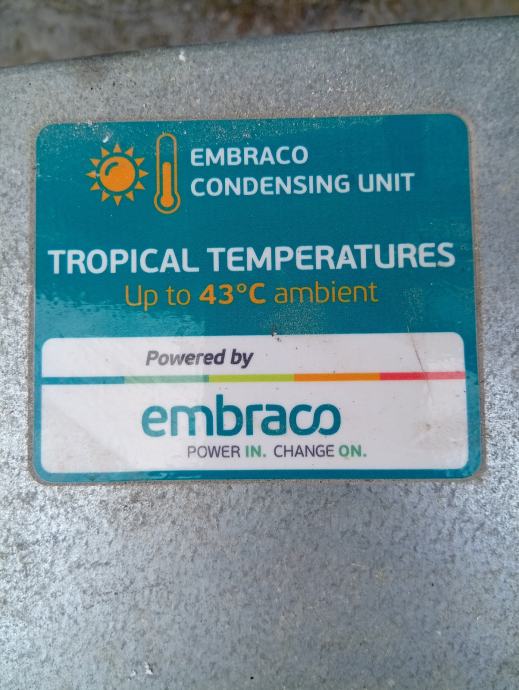 EMBRACO
CONDENSING UNIT
TROPICAL TEMPERATURES
Up to 43°C ambient
Powered by
embraco
POWER IN. CHANGE ON.